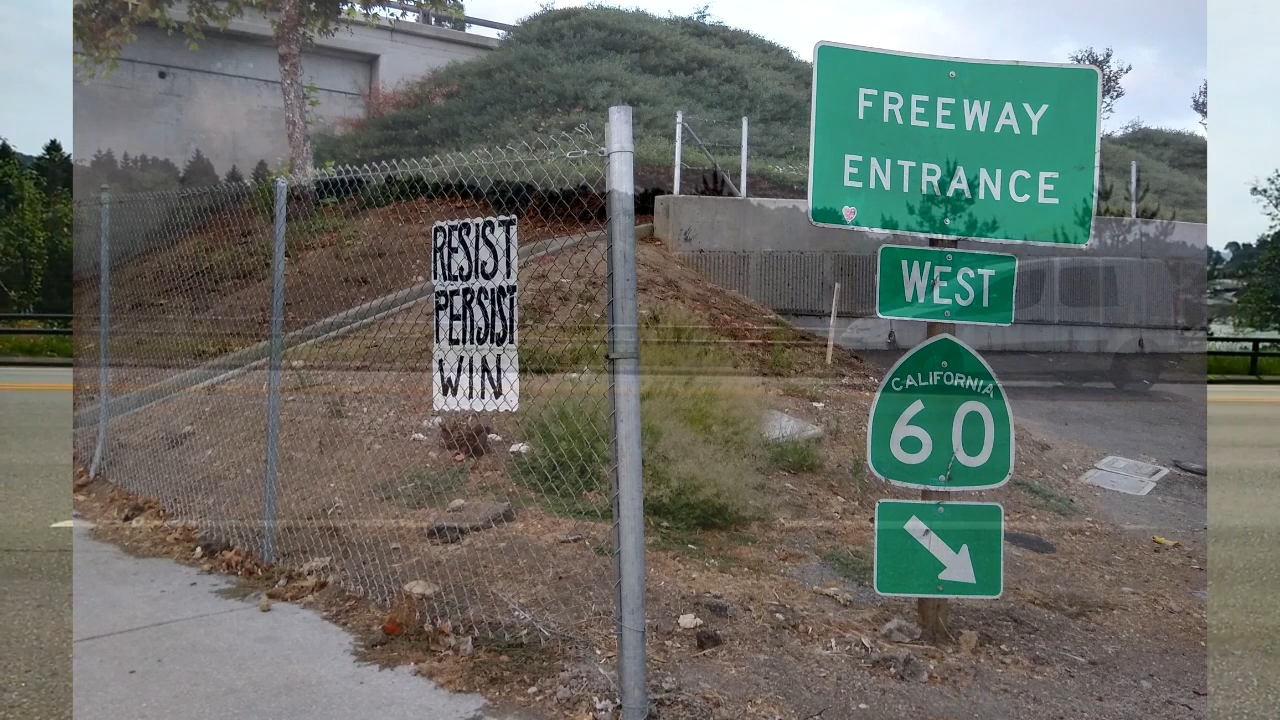 RESIST
PERSIST
WIN
FREEWAY
ENTRANCE
WEST
CALIFORNIA
60